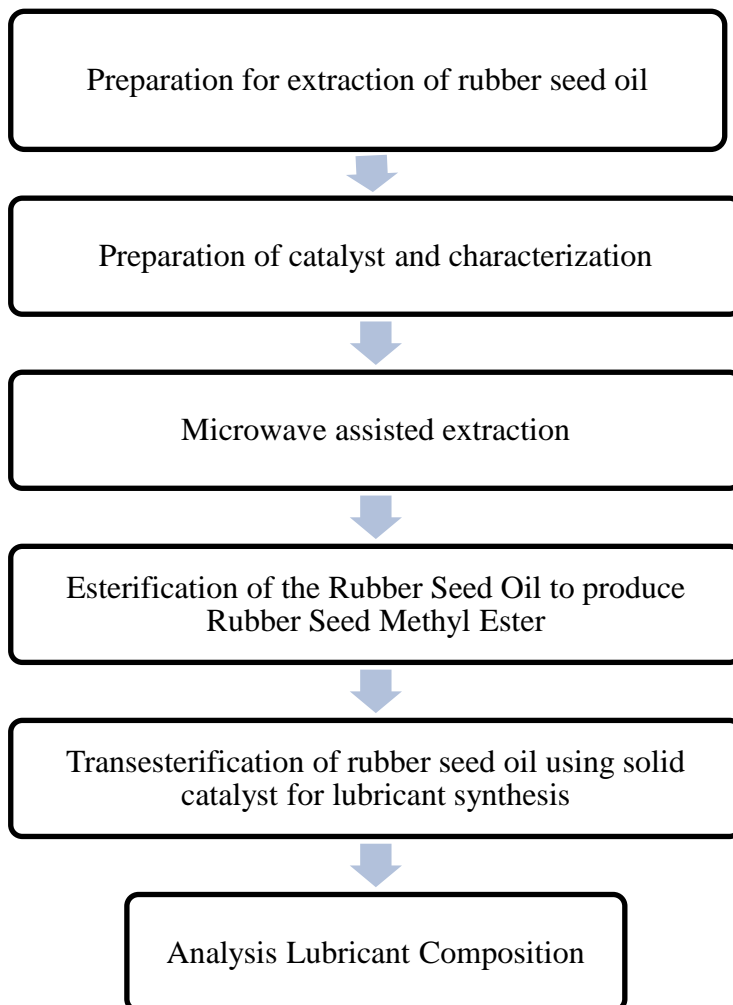 Preparation for extraction of rubber seed oil
Preparation of catalyst and characterization
Microwave assisted extraction
Esterification of the Rubber Seed Oil to produce
Rubber Seed Methyl Ester
Transesterification of rubber seed oil using solid
catalyst for lubricant synthesis
Analysis Lubricant Composition